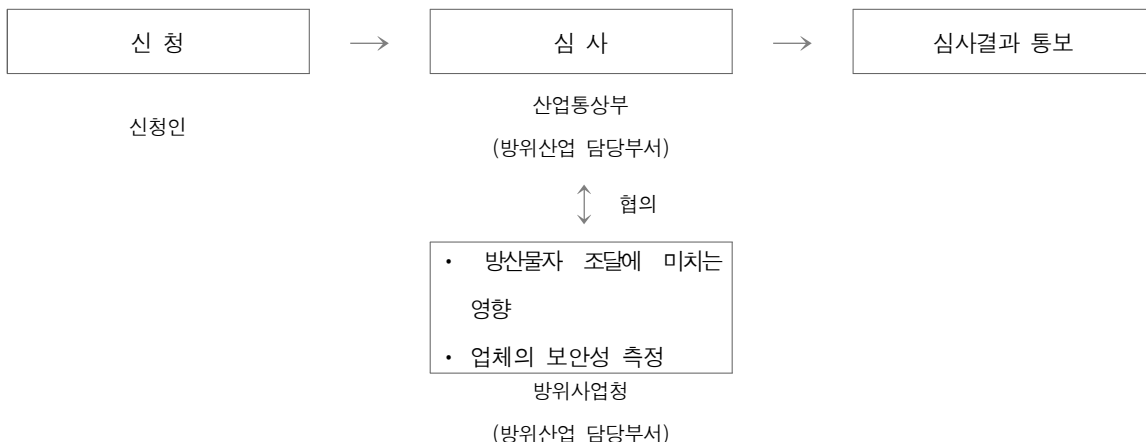 신 청 → 심 사 → 심사결과 통보
신청인
산업통상부
(방위산업 담당부서)
↕ 협의
· 방산물자 조달에 미치는
영향
· 업체의 보안성 측정
방위사업청
(방위산업 담당부서)